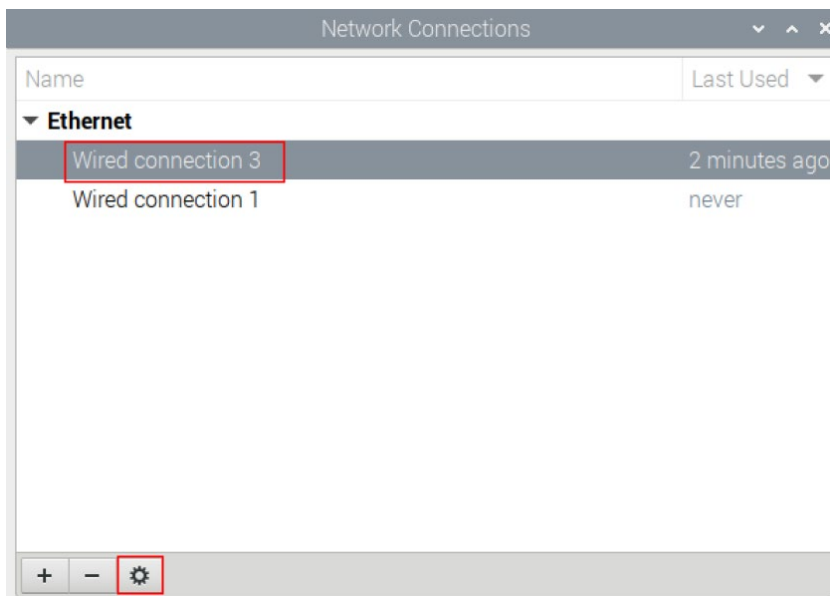 Network Connections
Name Last Used
Ethernet
Wired connection 3 2 minutes ago
Wired connection 1 never